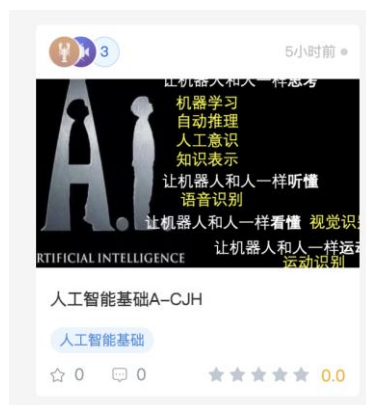 3
5小时前
让机器人和人一样思考
机器学习
自动推理
人工意识
知识表示
让机器人和人一样听懂
语音识别
让机器人和人一样看懂 视觉识
让机器人和人一样运
运动识别
A.I.
RTIFICIAL INTELLIGENCE
人工智能基础A-CJH
人工智能基础
0
0
0.0